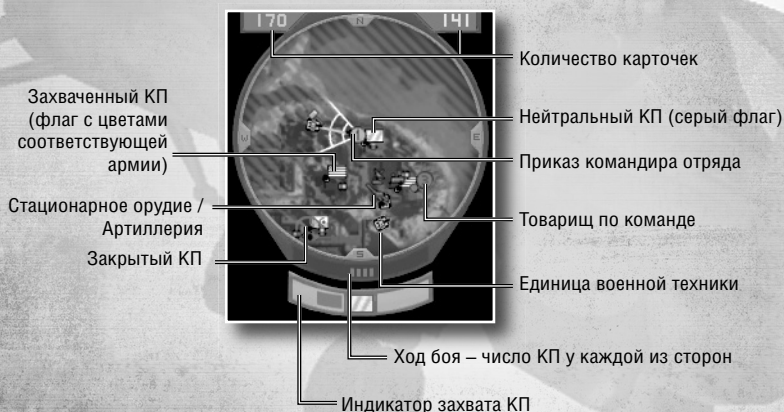 170
141
N
Количество карточек
Захваченный КП
(флаг с цветами
соответствующей
армии)
Нейтральный КП (серый флаг)
W
E
Приказ командира отряда
Стационарное орудие /
Артиллерия
Товарищ по команде
Закрытый КП
S
Единица военной техники
Ход боя – число КП у каждой из сторон
Индикатор захвата КП